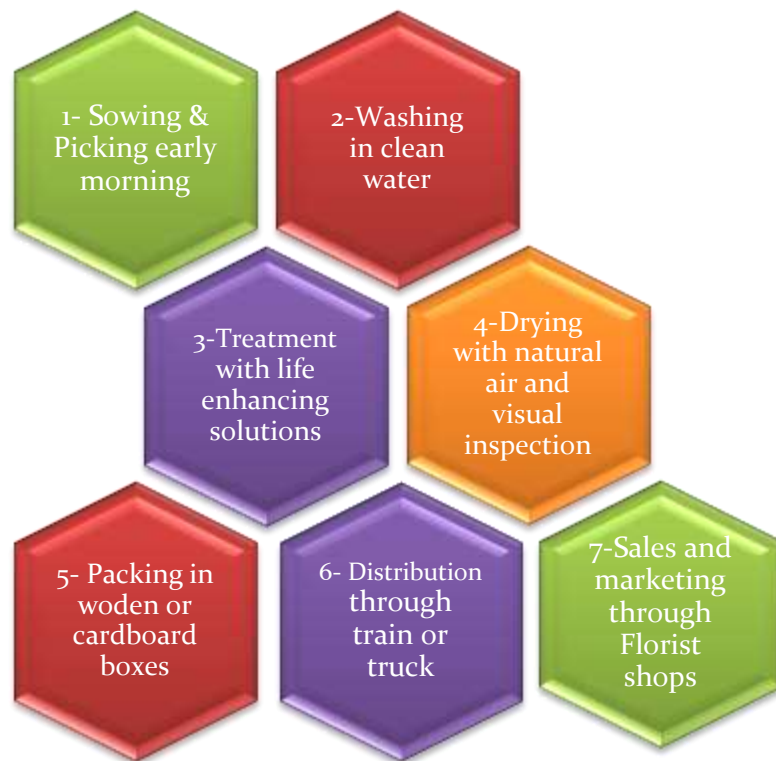 1- Sowing &
Picking early
morning
2-Washing
in clean
water
3-Treatment
with life
enhancing
solutions
4-Drying
with natural
air and
visual
inspection
5- Packing in
woden or
cardboard
boxes
6- Distribution
through
train or
truck
7-Sales and
marketing
through
Florist
shops